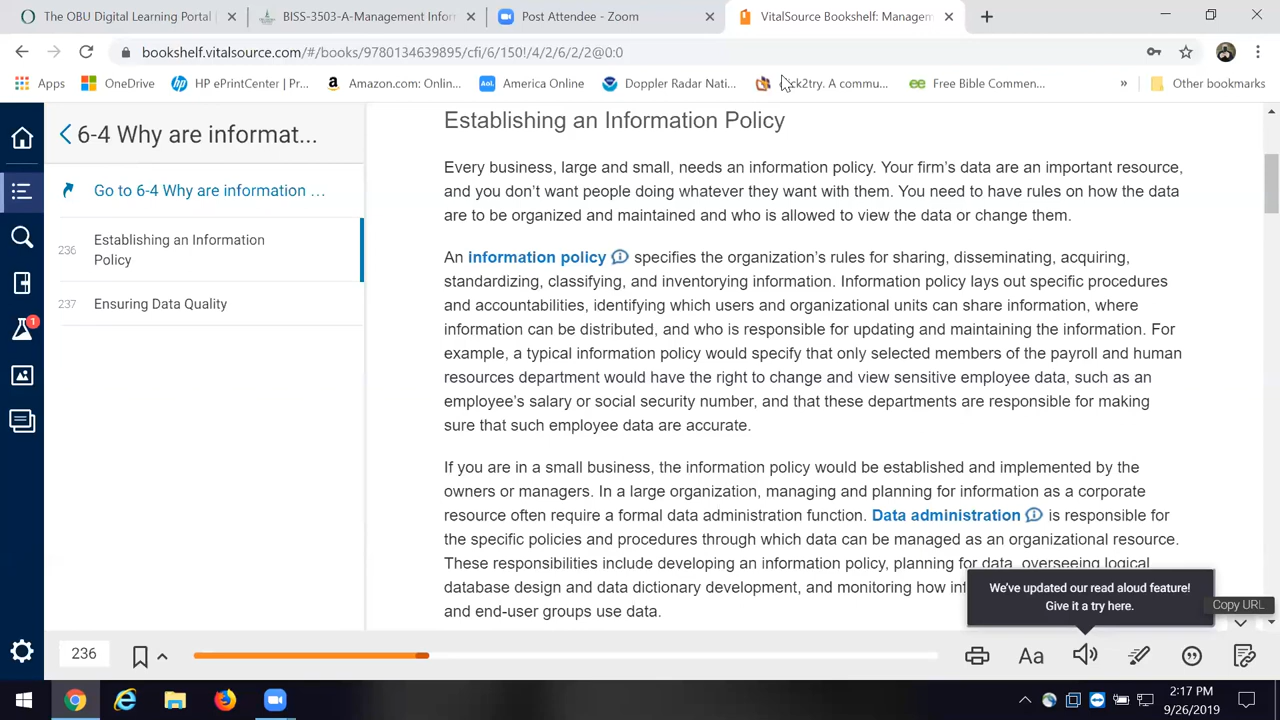 The OBU Digital Learning Portal
BISS-3503-A-Management Infor
Post Attendee - Zoom
VitalSource Bookshelf: Managem
bookshelf.vitalsource.com/#/books/9780134639895/cfi/6/150!/4/2/6/2/2@0:0
Apps
OneDrive
HP ePrintCenter | Pr...
Amazon.com: Onlin...
America Online
Doppler Radar Nati...
ck2try. A commu...
Free Bible Commen...
»
Other bookmarks
6-4 Why are informat...
Go to 6-4 Why are information ...
236
Establishing an Information
Policy
237
Ensuring Data Quality
1
Establishing an Information Policy
Every business, large and small, needs an information policy. Your firm's data are an important resource,
and you don't want people doing whatever they want with them. You need to have rules on how the data
are to be organized and maintained and who is allowed to view the data or change them.
An information policy specifies the organization's rules for sharing, disseminating, acquiring,
standardizing, classifying, and inventorying information. Information policy lays out specific procedures
and accountabilities, identifying which users and organizational units can share information, where
information can be distributed, and who is responsible for updating and maintaining the information. For
example, a typical information policy would specify that only selected members of the payroll and human
resources department would have the right to change and view sensitive employee data, such as an
employee's salary or social security number, and that these departments are responsible for making
sure that such employee data are accurate.
If you are in a small business, the information policy would be established and implemented by the
owners or managers. In a large organization, managing and planning for information as a corporate
resource often require a formal data administration function. Data administration is responsible for
the specific policies and procedures through which data can be managed as an organizational resource.
These responsibilities include developing an information policy, planning for data, overseeing logical
database design and data dictionary development, and monitoring how
and end-user groups use data.
We've updated our read aloud feature!
Give it a try here.
Copy URL
236
Aa
2:17 PM
9/26/2019